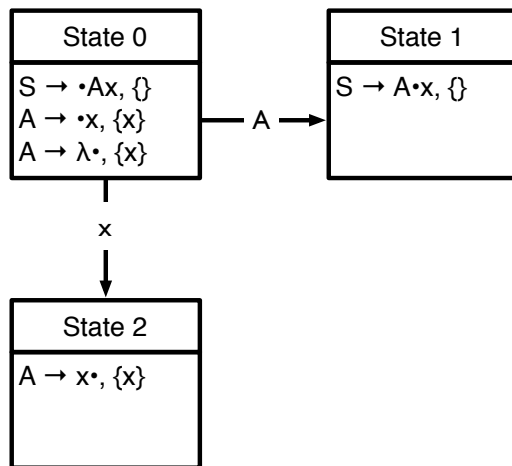 State 0
S → •Ax, {}
A → •x, {x}
A → λ•, {x}
A
State 1
S → A•x, {}
x
State 2
A → x•, {x}